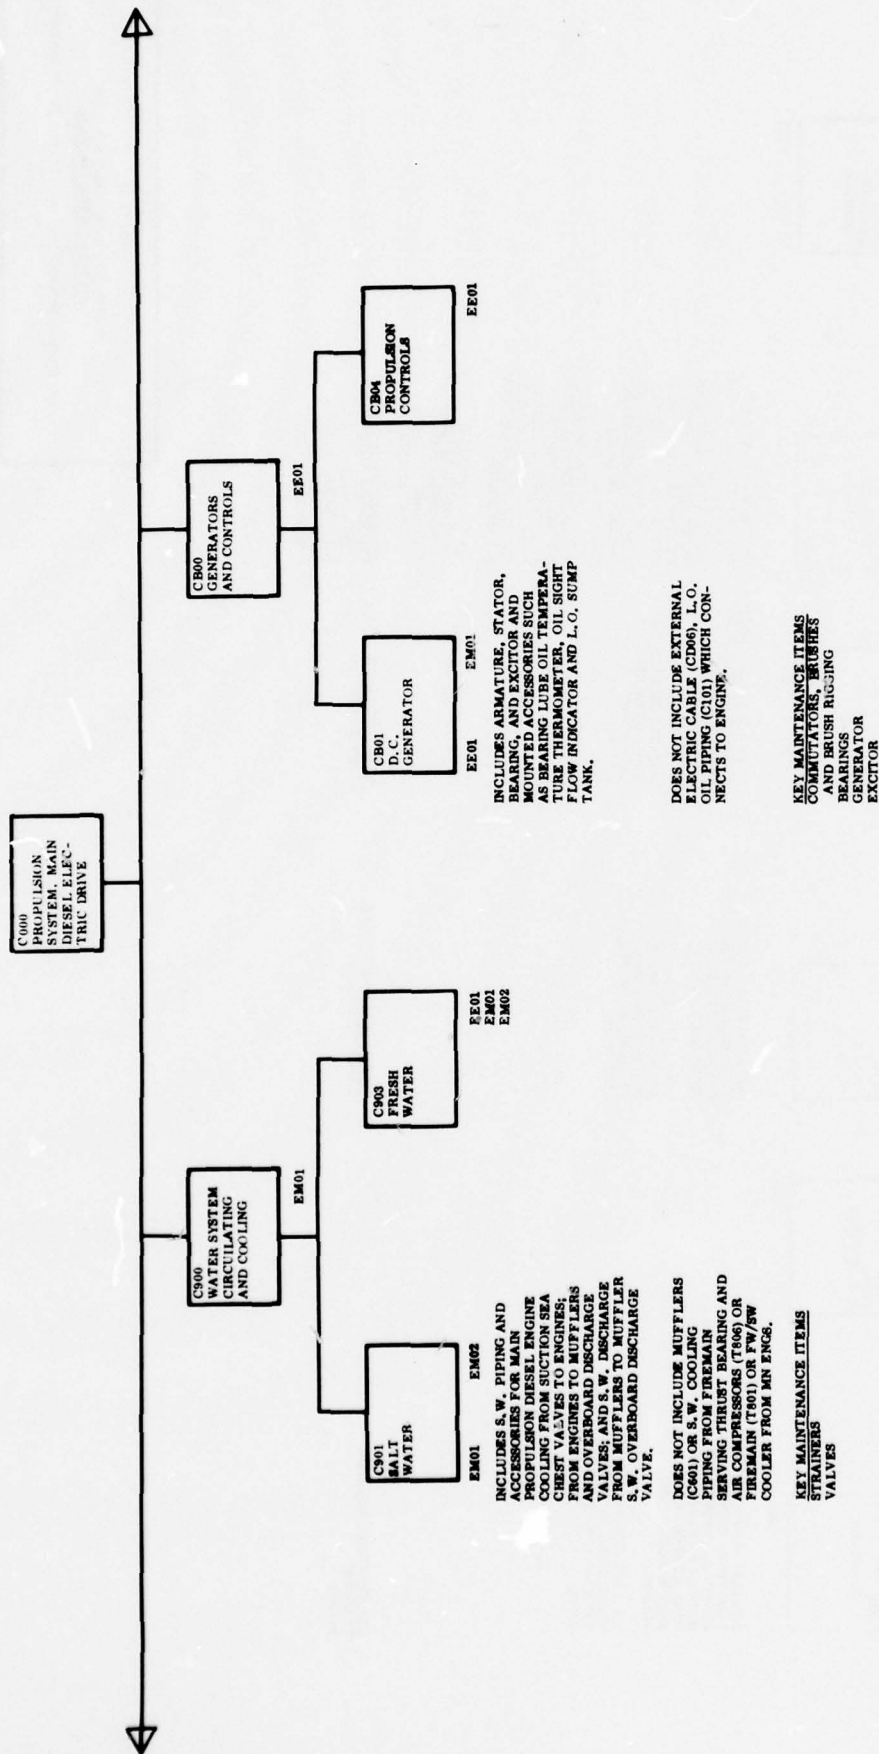 C000
PROPULSION
SYSTEM, MAIN
DIESEL ELEC-
TRIC DRIVE
C900
WATER SYSTEM
CIRCUILATING
AND COOLING
EM01
C901
SALT
WATER
EM01 EM02
INCLUDES S.W. PIPING AND
ACCESSORIES FOR MAIN
PROPULSION DIESEL ENGINE
COOLING FROM SUCTION SEA
CHEST VALVES TO ENGINES;
FROM ENGINES TO MUFFLERS
AND OVERBOARD DISCHARGE
VALVES; AND S.W. DISCHARGE
FROM MUFFLERS TO MUFFLER
S.W. OVERBOARD DISCHARGE
VALVE.
DOES NOT INCLUDE MUFFLERS
(C601) OR S.W. COOLING
PIPING FROM FIREMAIN
SERVING THRUST BEARING AND
AIR COMPRESSORS (T806) OR
FIREMAIN (T801) OR FW/SW
COOLER FROM MN ENGS.
KEY MAINTENANCE ITEMS
STRAINERS
VALVES
C903
FRESH
WATER
EE01
EM01
EM02
CB00
GENERATORS
AND CONTROLS
EE01
CB01
D.C.
GENERATOR
EE01 EM01
INCLUDES ARMATURE, STATOR,
BEARING, AND EXCITOR AND
MOUNTED ACCESSORIES SUCH
AS BEARING LUBE OIL TEMPERA-
TURE THERMOMETER, OIL SIGHT
FLOW INDICATOR AND L.O. SUMP
TANK.
DOES NOT INCLUDE EXTERNAL
ELECTRIC CABLE (CD06), L.O.
OIL PIPING (C101) WHICH CON-
NECTS TO ENGINE.
KEY MAINTENANCE ITEMS
COMMUTATORS, BRUSHES
AND BRUSH RIGGING
BEARINGS
GENERATOR
EXCITOR
CB04
PROPULSION
CONTROLS
EE01